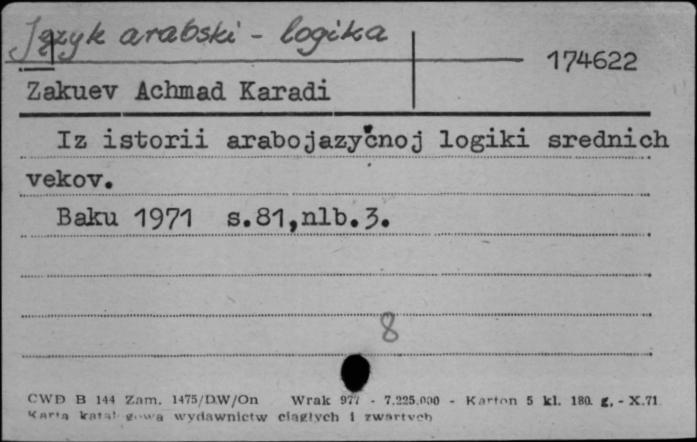 Język arabski - logika
174622
Zakuev Achmad Karadi
Iz istorii arabojazyčnoj logiki srednich
vekov.
Baku 1971 s.81,nlb.3.
8
CWD B 144 Zam. 1475/DW/On Wrak 977 - 7.225.000 - Karton 5 kl. 180. g. - X.71
Karta katalogowa wydawnictw ciągłych i zwartych